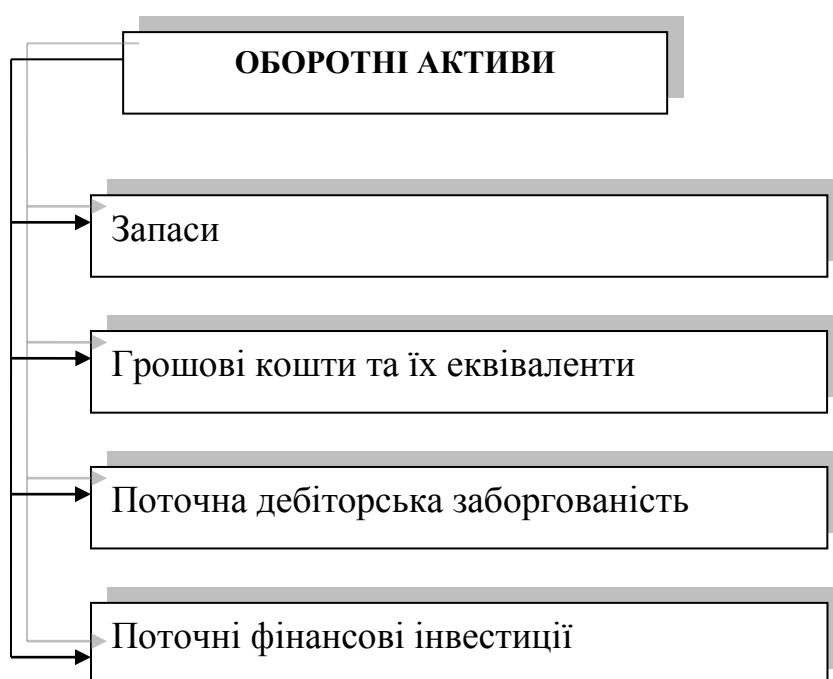 ОБОРОТНІ АКТИВИ
Запаси
Грошові кошти та їх еквіваленти
Поточна дебіторська заборгованість
Поточні фінансові інвестиції